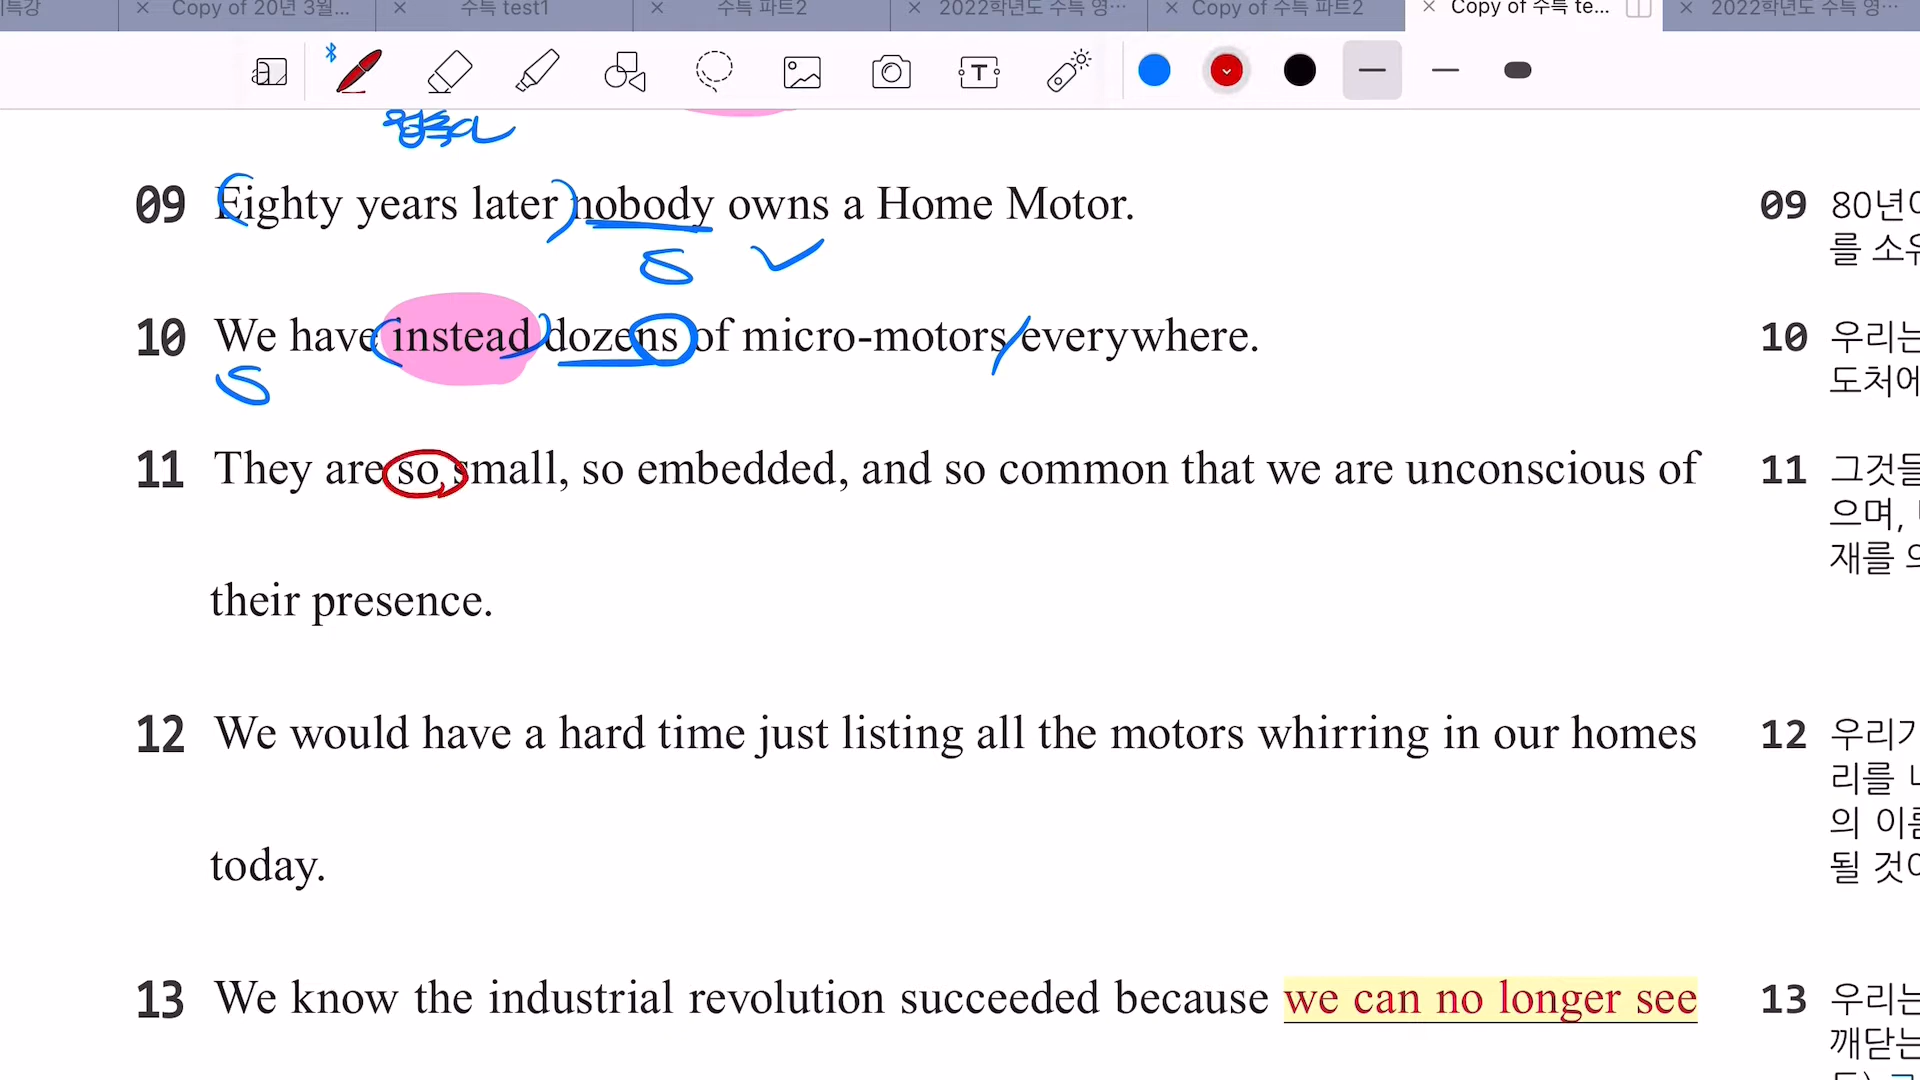 특강
× Copy of 20년 3월...
× 수특 test1
× 수특 파트2
× 2022학년도 수특 영...
× Copy of 수특 파트2
× Copy of 수특 te...
× 2022학년도 수특 영...
T
09 Eighty years later nobody owns a Home Motor.
S
10 We have instead dozens of micro-motors/everywhere.
S
11 They are so small, so embedded, and so common that we are unconscious of
their presence.
12 We would have a hard time just listing all the motors whirring in our homes
today.
13 We know the industrial revolution succeeded because we can no longer see
09 80년이
를 소유
10 우리는
도처에
11 그것들
으며,
재를 의
12 우리가
리를 내
의 이름
될 것이
13 우리는
깨닫는